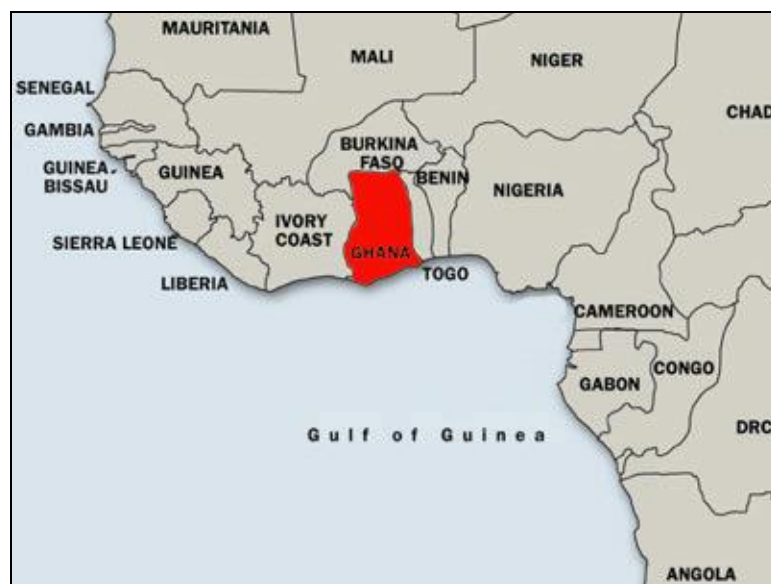 MAURITANIA
MALI
NIGER
SENEGAL
CHAD
GAMBIA
BURKINA
FASO
GUINEA-
BISSAU
GUINEA
BENIN
NIGERIA
IVORY
COAST
SIERRA LEONE
GHANA
LIBERIA
TOGO
CAMEROON
CONGO
GABON
DRC
Gulf of Guinea
ANGOLA